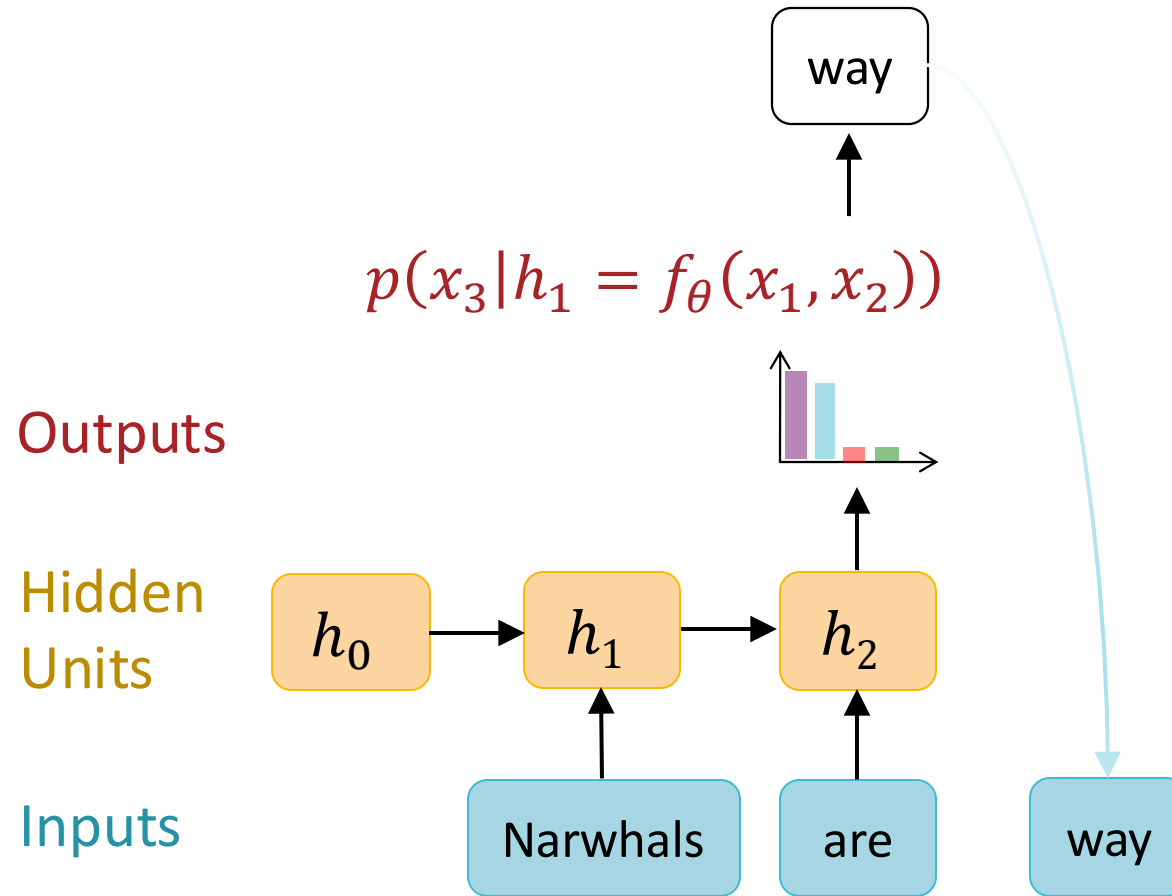 way
p(x₃|h₁ = f_θ(x₁, x₂))
Outputs
Hidden
Units
h₀
h₁
h₂
Inputs
Narwhals
are
way